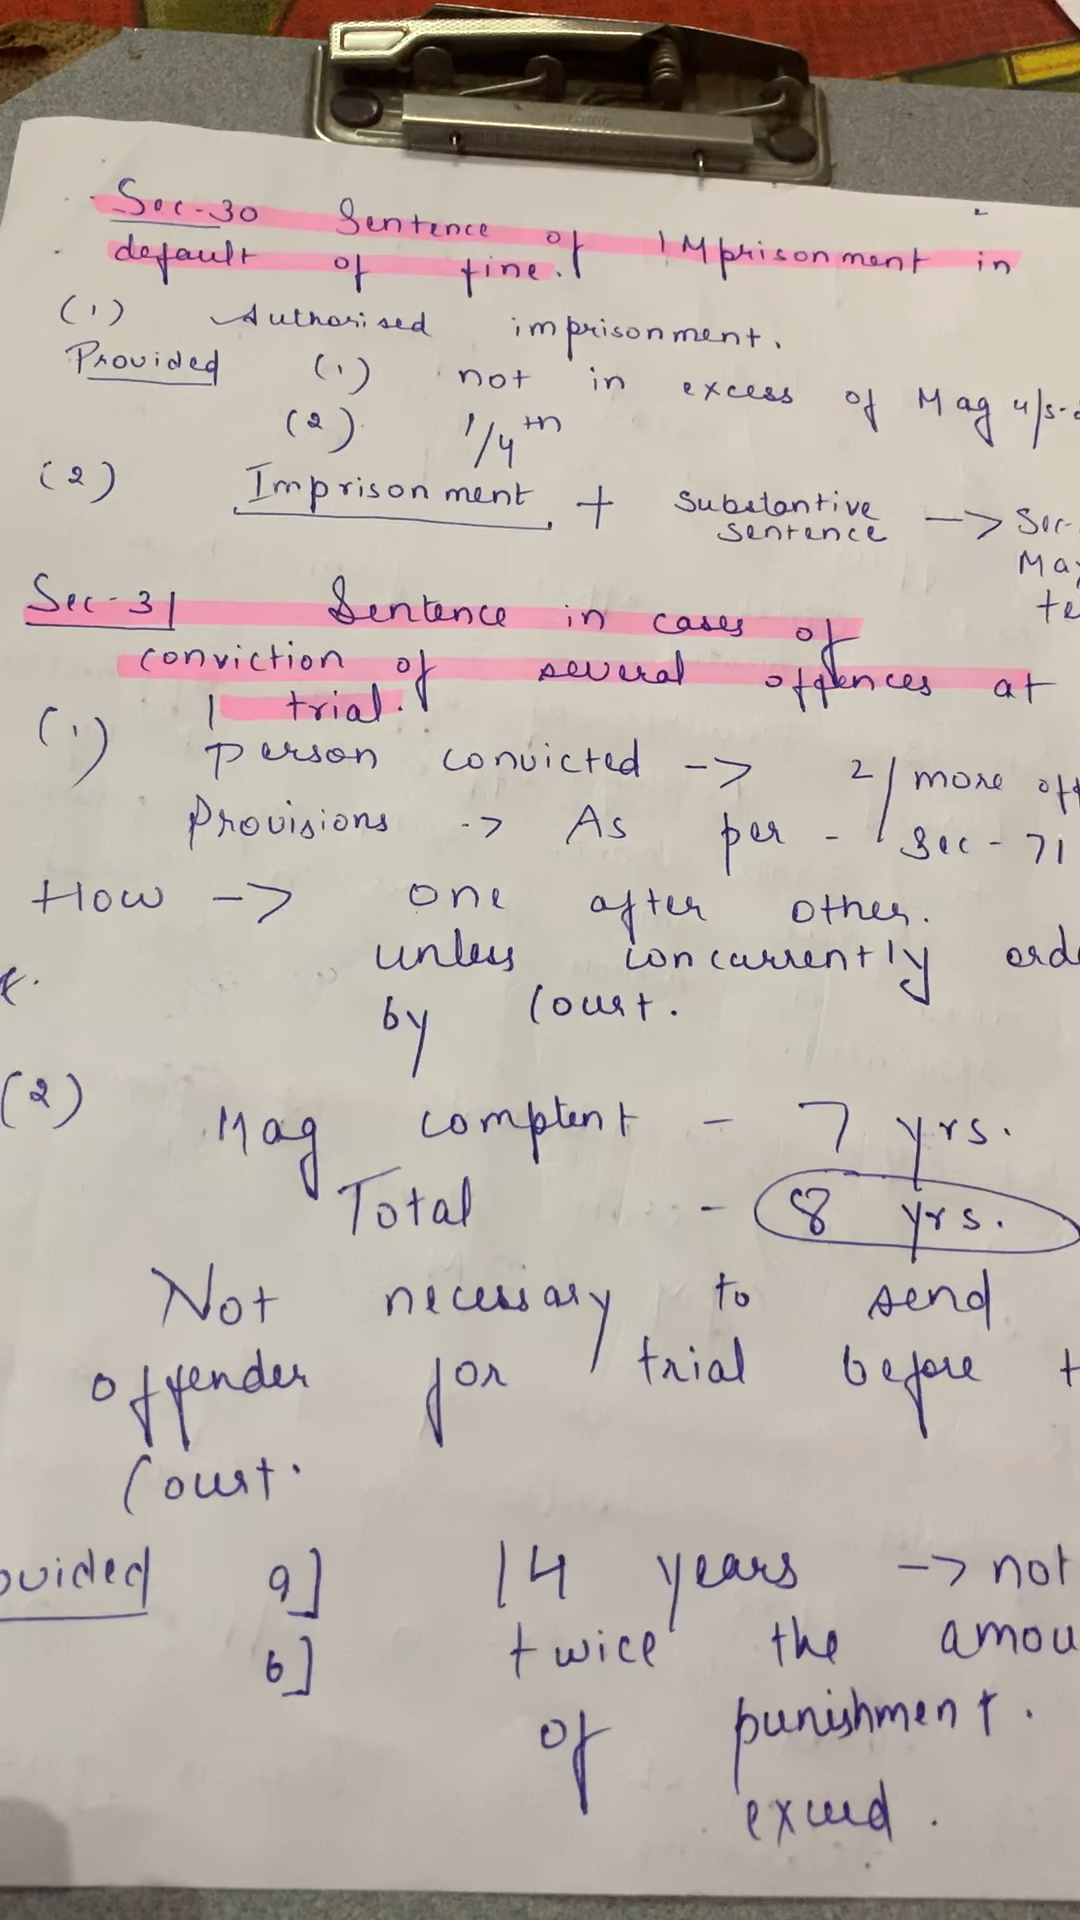 Sec-30 Sentence of IMprisonment in
default of fine.
(1) Authorised imprisonment.
Provided (1) not in excess of Mag u/s-
(2) 1/4th
(2) Imprisonment + Substantive sentence -> Sec-
Sec-31 Sentence in cases of
conviction of several offences at
1 trial.
(1) Person convicted -> 2/more off
Provisions -> As per - Sec-71
How -> one after other.
unless concurrently orde
by Court.
(2) Mag comptent - 7 yrs.
Total - 8 yrs.
Not necessary to send
offender for trial before
Court.
ovided a] 14 years -> not
b] twice the amou
of punishment.
exceed.